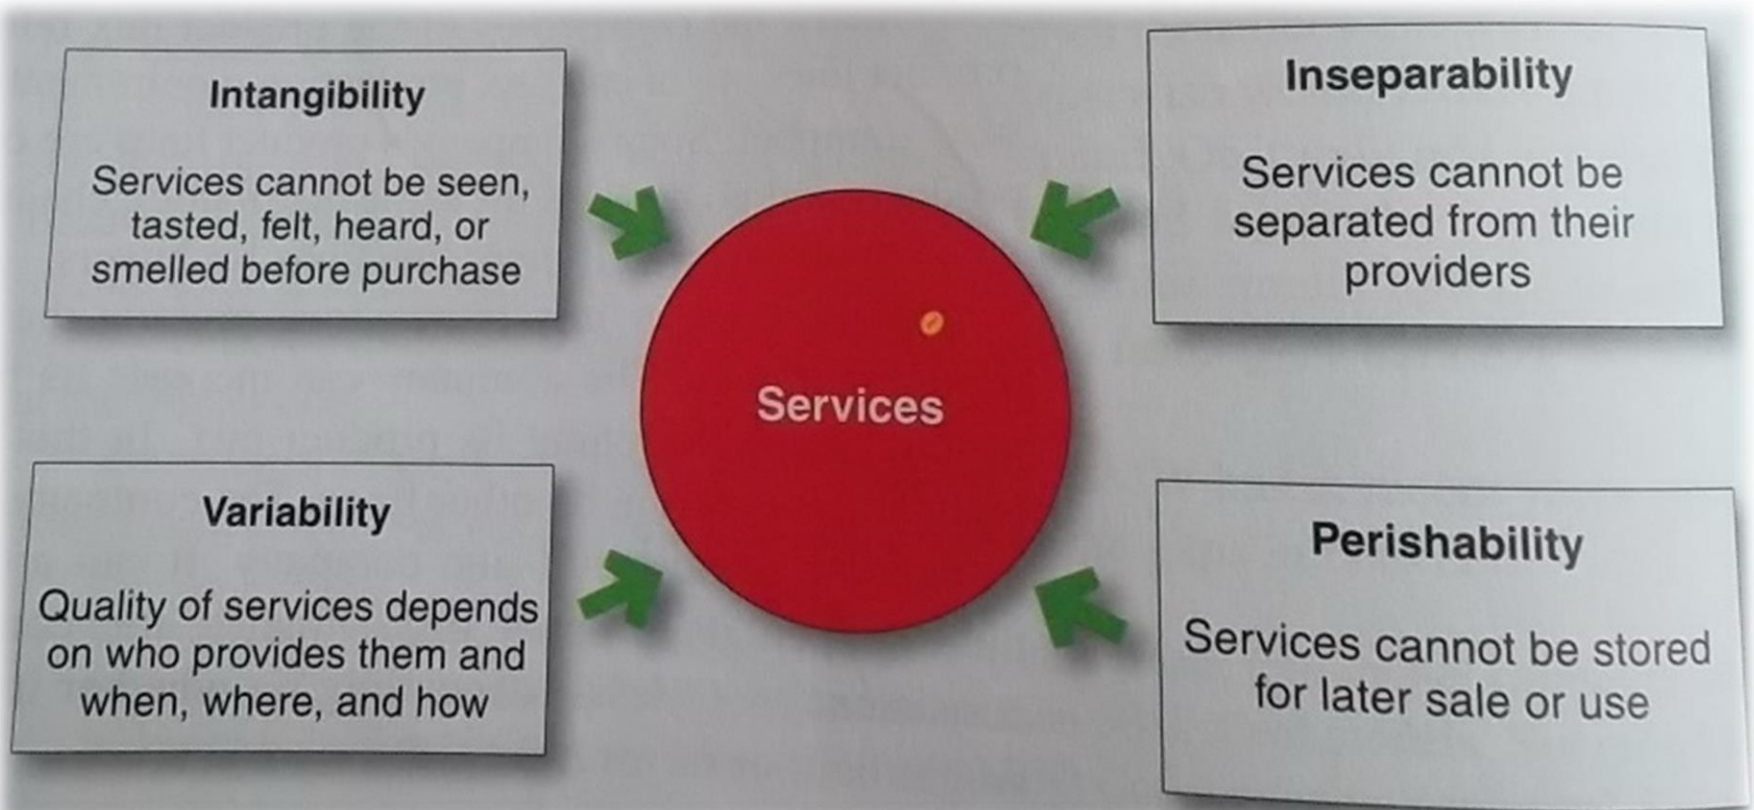 Intangibility
Services cannot be seen,
tasted, felt, heard, or
smelled before purchase
Inseparability
Services cannot be
separated from their
providers
Services
Variability
Quality of services depends
on who provides them and
when, where, and how
Perishability
Services cannot be stored
for later sale or use